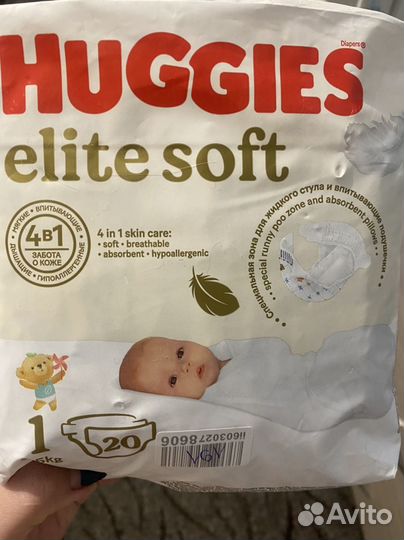 Diapers
HUGGIES
elite soft
МЯГКИЕ • ВПИТЫВАЮЩИЕ
ДЫШАЩИЕ • ГИПОАЛЛЕРГЕННЫЕ
4в1
ЗАБОТА
О КОЖЕ
4 in 1 skin care:
• soft • breathable
absorbent • hypoallergenic
• Специальная зона для жидкого стула и впитывающие подушечки •
• special runny poo zone and absorbent pillows •
1
20
ii6030278606
Avito